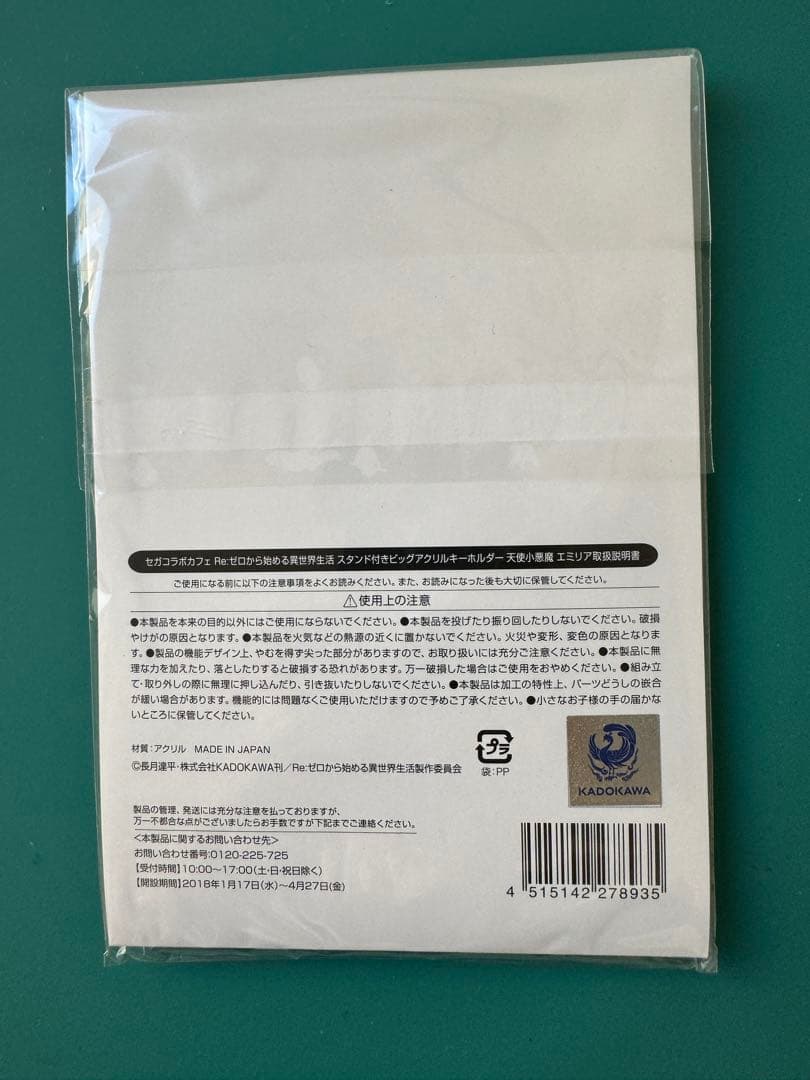 セガコラボカフェ Re:ゼロから始める異世界生活 スタンド付きビッグアクリルキーホルダー 天使小悪魔 エミリア取扱説明書
ご使用になる前に以下の注意事項をよくお読みください。また、お読みになった後も大切に保管してください。
⚠使用上の注意
●本製品を本来の目的以外にはご使用にならないでください。●本製品を投げたり振り回したりしないでください。破損
やけがの原因となります。●本製品を火気などの熱源の近くに置かないでください。火災や変形、変色の原因となりま
す。●製品の機能デザイン上、やむを得ず尖った部分がありますので、お取り扱いには充分ご注意ください。●本製品に無
理な力を加えたり、落としたりすると破損する恐れがあります。万一破損した場合はご使用をおやめください。●組み立
て・取り外しの際に無理に押し込んだり、引き抜いたりしないでください。●本製品は加工の特性上、パーツどうしの嵌合
が緩い場合があります。機能的には問題なくご使用いただけますので予めご了承ください。●小さなお子様の手の届かな
いところに保管してください。
材質:アクリル MADE IN JAPAN
©長月達平・株式会社KADOKAWA刊/Re:ゼロから始める異世界生活製作委員会
プラ
袋:PP
KADOKAWA
製品の管理、発送には充分な注意を払っておりますが、
万一不都合な点がございましたらお手数ですが下記までご連絡ください。
<本製品に関するお問い合わせ先>
お問い合わせ番号:0120-225-725
【受付時間】10:00〜17:00(土・日・祝日除く)
【開設期間】2018年1月17日(水)〜4月27日(金)
4 515142 278935